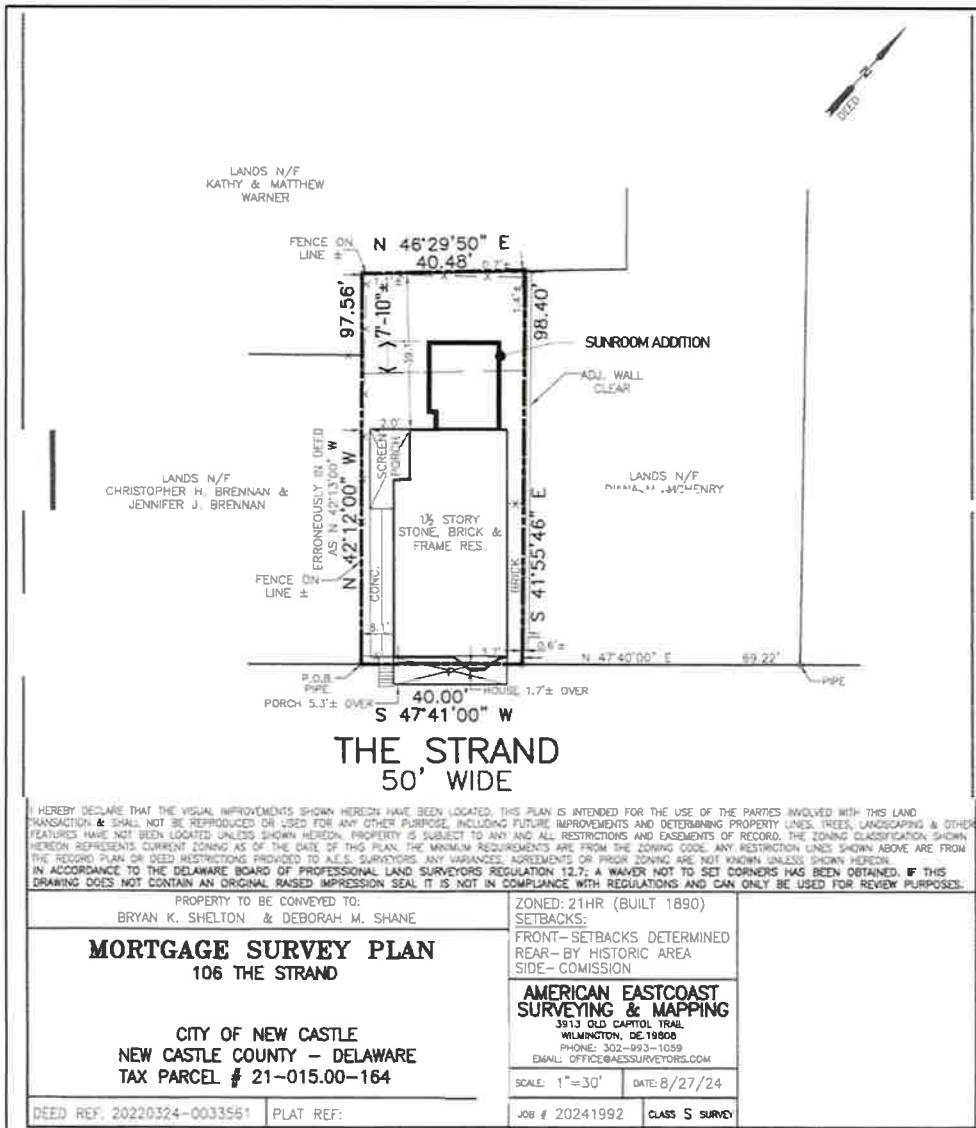 DEED
N
LANDS N/F
KATHY & MATTHEW
WARNER
FENCE ON
LINE ±
N 46°29'50" E
40.48'
0.7'±
97.56'
7'-10"±
39.1'
1.4'±
98.40'
SUNROOM ADDITION
ADJ. WALL
CLEAR
2.0'
SCREEN
PORCH
LANDS N/F
CHRISTOPHER H. BRENNAN &
JENNIFER J. BRENNAN
ERRONEOUSLY IN DEED
AS N 42°13'00" W
N 42°12'00" W
1½ STORY
STONE, BRICK &
FRAME RES.
LANDS N/F
S 41°55'46" E
BRICK
CONC.
FENCE ON
LINE ±
8.1'
0.6'±
N 47°40'00" E
69.22'
P.O.B.
PIPE
PIPE
PORCH 5.3'± OVER
HOUSE 1.7'± OVER
40.00'
S 47°41'00" W
THE STRAND
50' WIDE
I HEREBY DECLARE THAT THE VISUAL IMPROVEMENTS SHOWN HEREON HAVE BEEN LOCATED. THIS PLAN IS INTENDED FOR THE USE OF THE PARTIES INVOLVED WITH THIS LAND
TRANSACTION & SHALL NOT BE REPRODUCED OR USED FOR ANY OTHER PURPOSE, INCLUDING FUTURE IMPROVEMENTS AND DETERMINING PROPERTY LINES. TREES, LANDSCAPING & OTHER
FEATURES HAVE NOT BEEN LOCATED UNLESS SHOWN HEREON. PROPERTY IS SUBJECT TO ANY AND ALL RESTRICTIONS AND EASEMENTS OF RECORD. THE ZONING CLASSIFICATION SHOWN
HEREON REPRESENTS CURRENT ZONING AS OF THE DATE OF THIS PLAN. THE MINIMUM REQUIREMENTS ARE FROM THE ZONING CODE. ANY RESTRICTION LINES SHOWN ABOVE ARE FROM
THE RECORD PLAN OR DEED RESTRICTIONS PROVIDED TO A.E.S. SURVEYORS. ANY VARIANCES, AGREEMENTS OR PRIOR ZONING ARE NOT KNOWN UNLESS SHOWN HEREON.
IN ACCORDANCE TO THE DELAWARE BOARD OF PROFESSIONAL LAND SURVEYORS REGULATION 12.7; A WAIVER NOT TO SET CORNERS HAS BEEN OBTAINED. IF THIS
DRAWING DOES NOT CONTAIN AN ORIGINAL RAISED IMPRESSION SEAL IT IS NOT IN COMPLIANCE WITH REGULATIONS AND CAN ONLY BE USED FOR REVIEW PURPOSES.
PROPERTY TO BE CONVEYED TO:
BRYAN K. SHELTON & DEBORAH M. SHANE
MORTGAGE SURVEY PLAN
106 THE STRAND
CITY OF NEW CASTLE
NEW CASTLE COUNTY – DELAWARE
TAX PARCEL # 21-015.00-164
DEED REF: 20220324-0033561
PLAT REF:
ZONED: 21HR (BUILT 1890)
SETBACKS:
FRONT- SETBACKS DETERMINED
REAR- BY HISTORIC AREA
SIDE- COMISSION
AMERICAN EASTCOAST
SURVEYING & MAPPING
3913 OLD CAPITOL TRAIL
WILMINGTON, DE 19808
PHONE: 302-993-1059
EMAIL: OFFICE@AESSURVEYORS.COM
SCALE: 1"=30'
DATE: 8/27/24
JOB # 20241992
CLASS S SURVEY